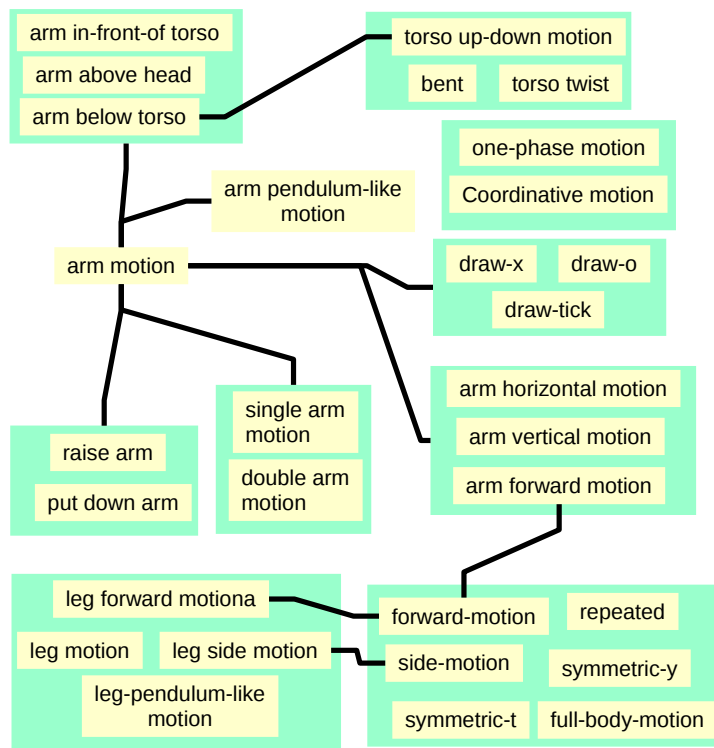 arm in-front-of torso
arm above head
arm below torso
torso up-down motion
bent
torso twist
one-phase motion
Coordinative motion
arm pendulum-like
motion
arm motion
draw-x
draw-o
draw-tick
arm horizontal motion
arm vertical motion
arm forward motion
single arm
motion
double arm
motion
raise arm
put down arm
leg forward motiona
leg motion
leg side motion
leg-pendulum-like
motion
forward-motion
repeated
side-motion
symmetric-y
symmetric-t
full-body-motion